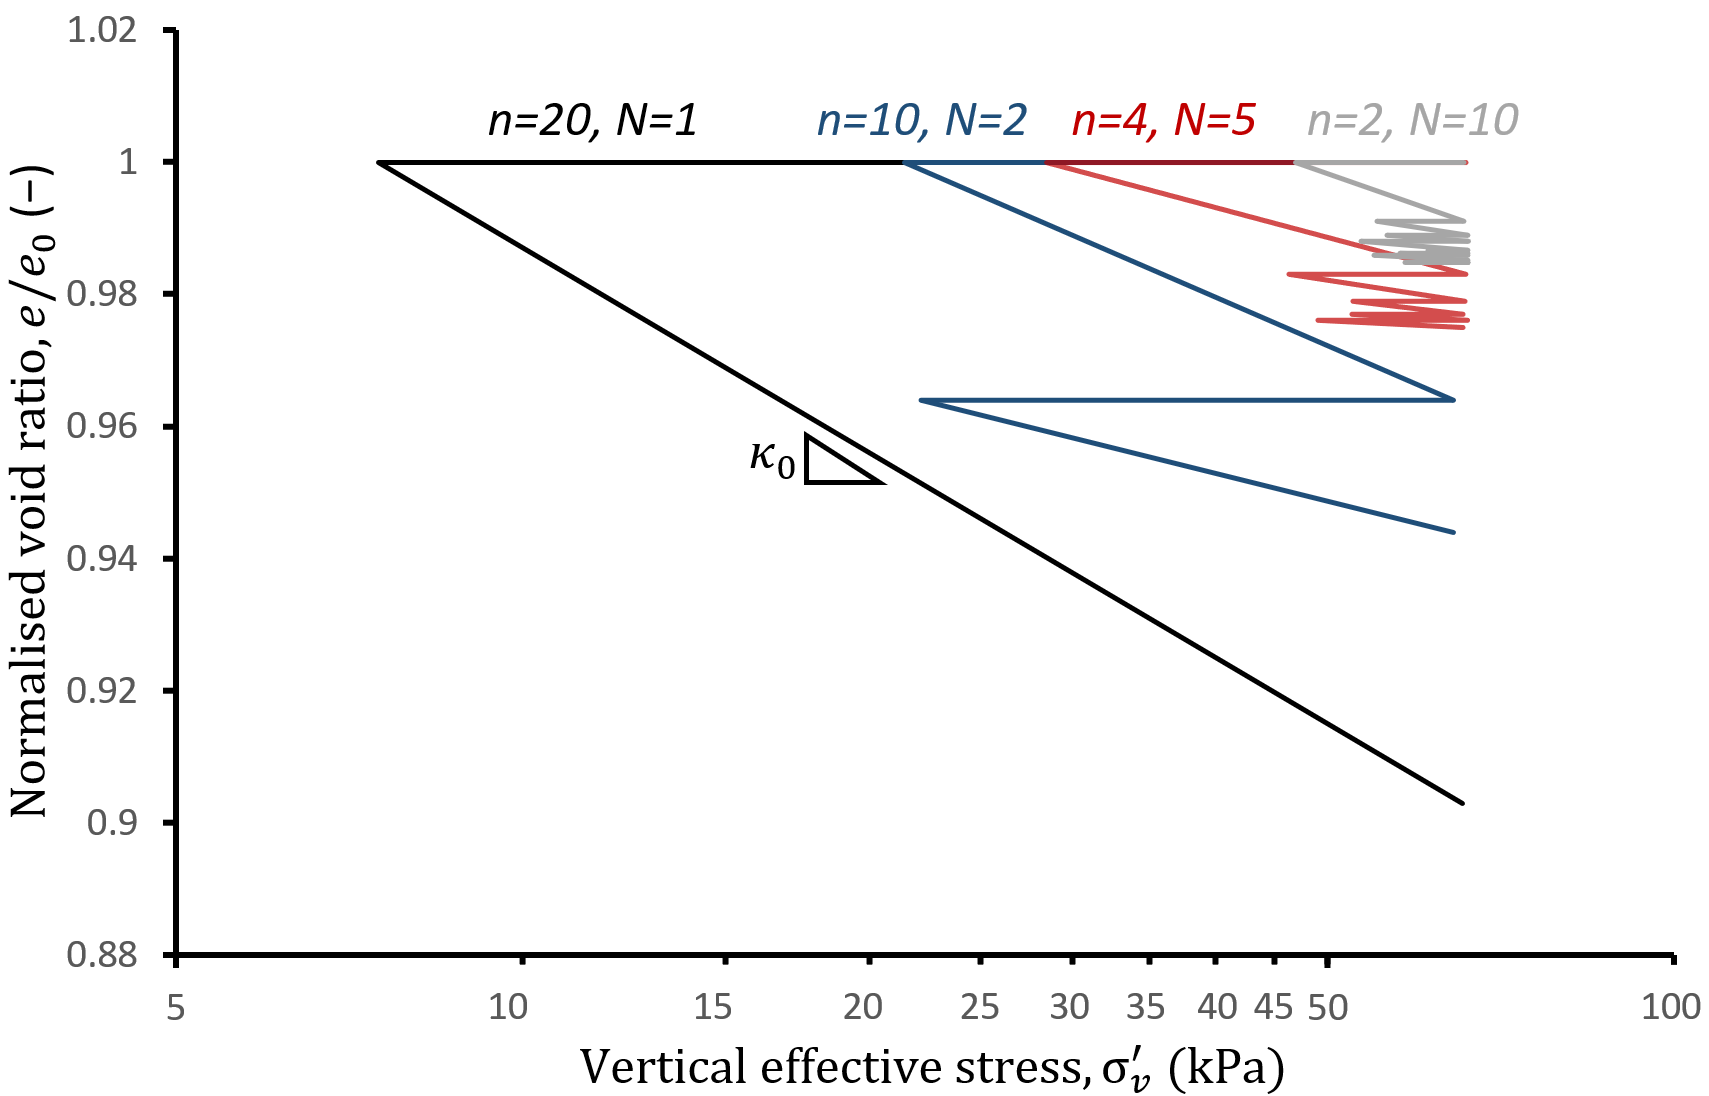 1.02
n=20, N=1
n=10, N=2
n=4, N=5
n=2, N=10
1
0.98
0.96
κ₀
0.94
0.92
0.9
0.88
Normalised void ratio, e/e₀ (−)
5
10
15
20
25
30
35
40
45
50
100
Vertical effective stress, σ′ᵥ (kPa)